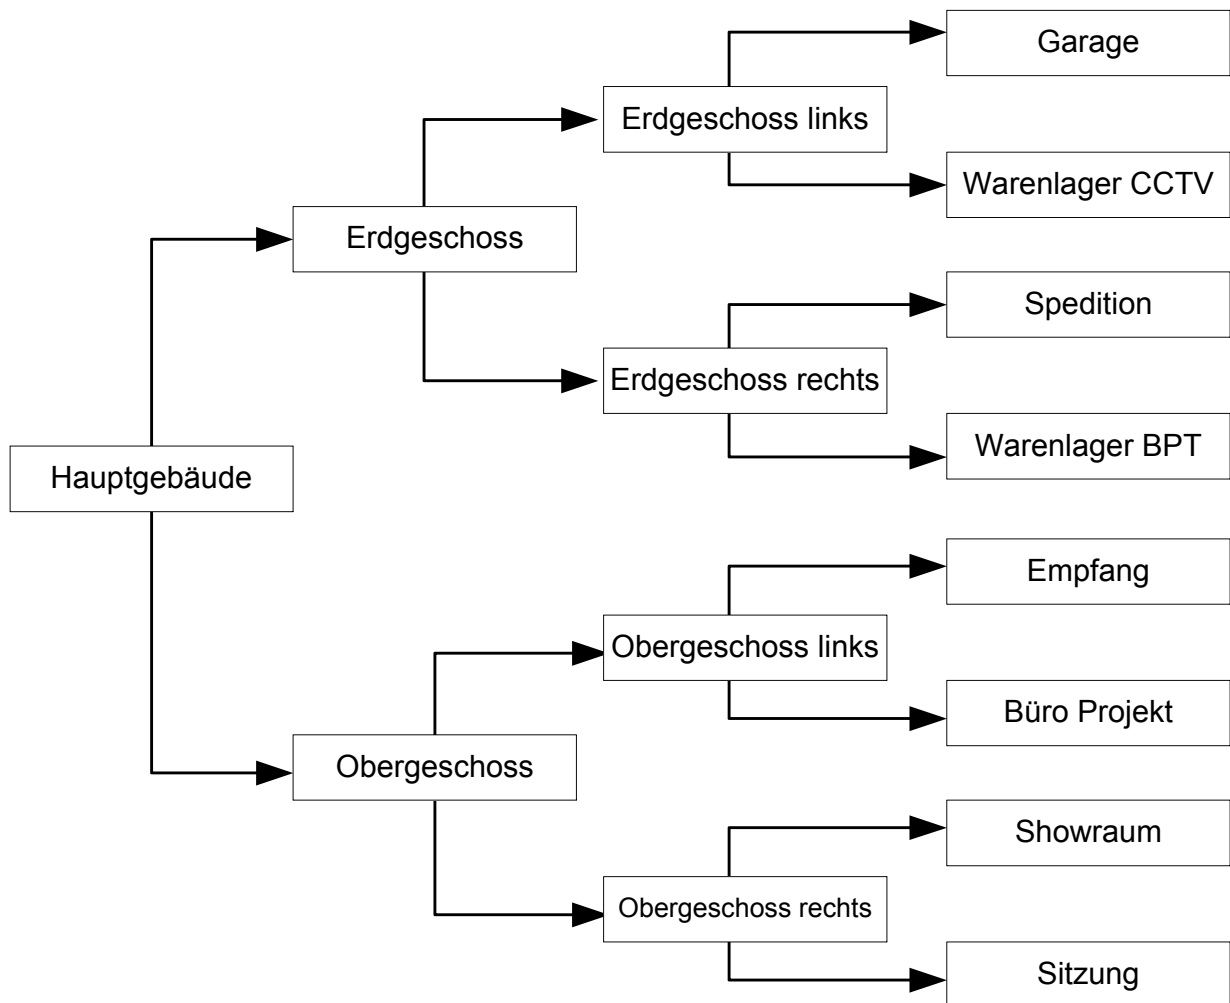 Garage
Erdgeschoss links
Warenlager CCTV
Erdgeschoss
Spedition
Erdgeschoss rechts
Warenlager BPT
Hauptgebäude
Empfang
Obergeschoss links
Büro Projekt
Obergeschoss
Showraum
Obergeschoss rechts
Sitzung